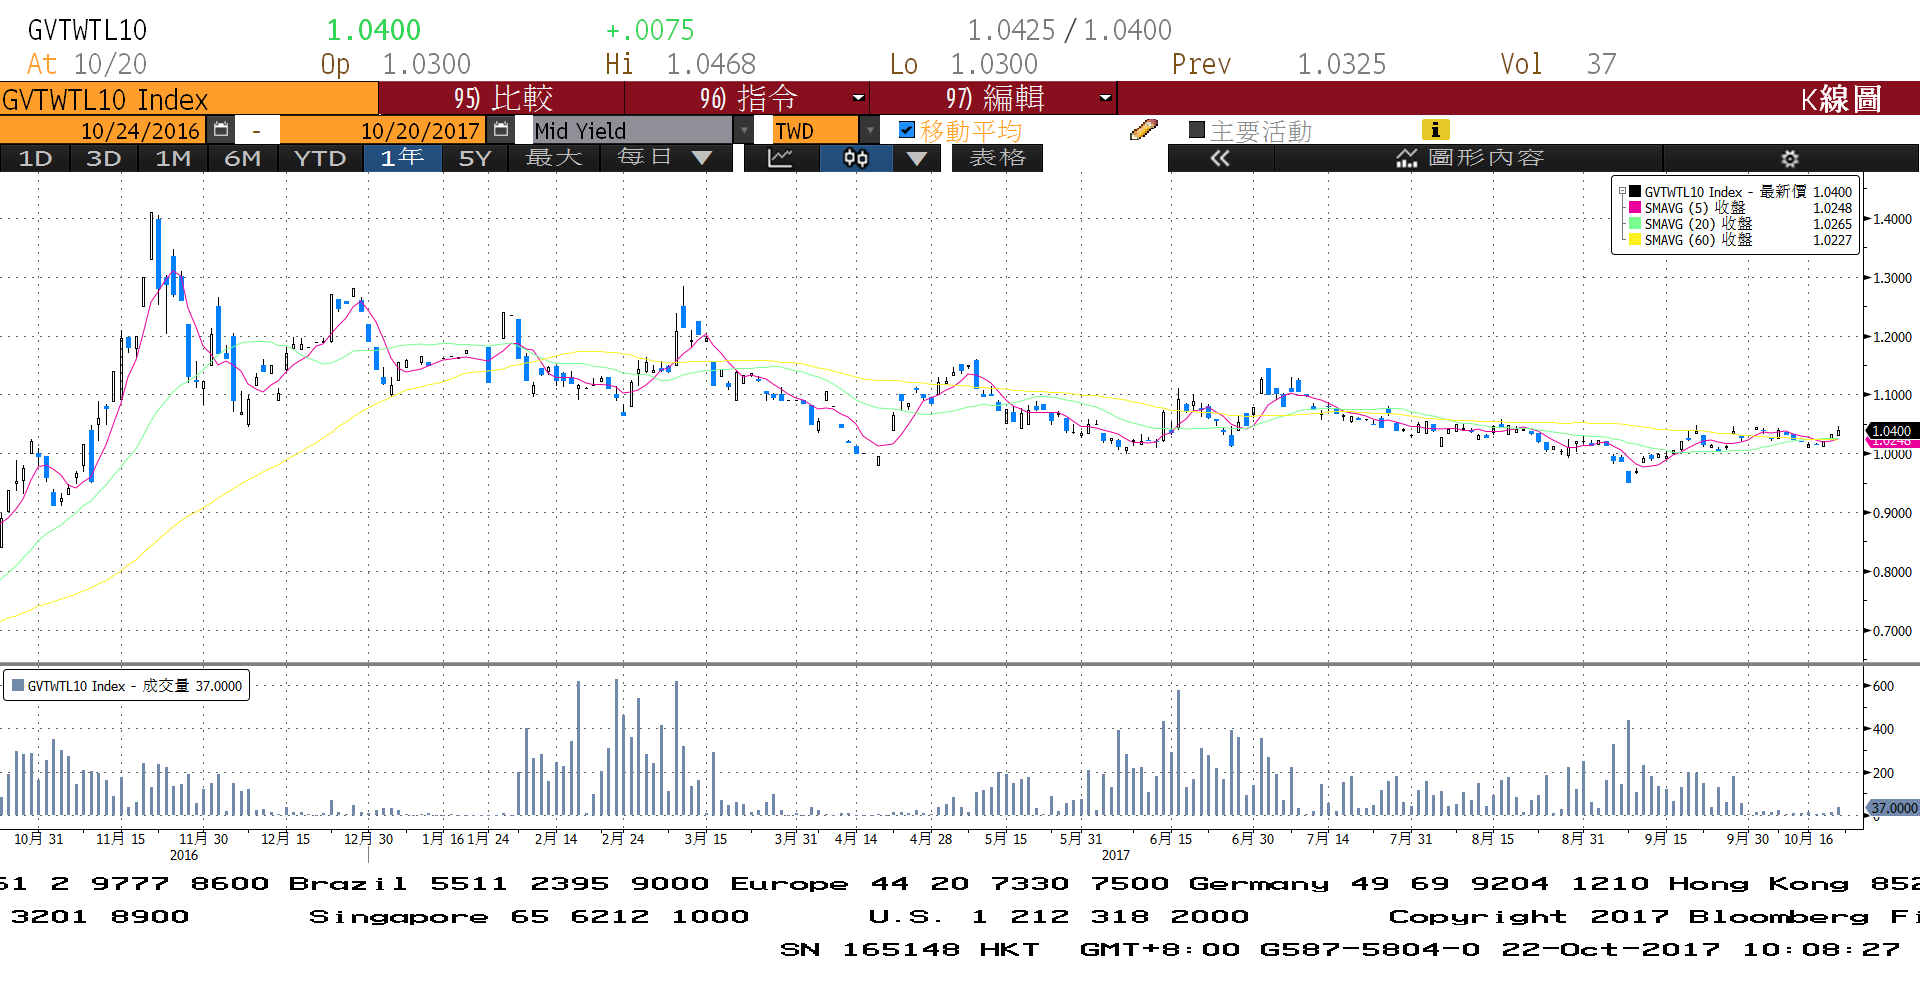 GVTWTL10 1.0400 +.0075 1.0425 / 1.0400
At 10/20 Op 1.0300 Hi 1.0468 Lo 1.0300 Prev 1.0325 Vol 37
GVTWTL10 Index 95) 比較 96) 指令 97) 編輯 K線圖
10/24/2016 - 10/20/2017 Mid Yield TWD 移動平均 主要活動
1D 3D 1M 6M YTD 1年 5Y 最大 每日 表格 « 圖形內容
GVTWTL10 Index - 最新價 1.0400
SMAVG (5) 收盤 1.0248
SMAVG (20) 收盤 1.0265
SMAVG (60) 收盤 1.0227
1.4000
1.3000
1.2000
1.1000
1.0400
1.0248
1.0000
0.9000
0.8000
0.7000
GVTWTL10 Index - 成交量 37.0000
600
400
200
37.0000
0
10月 31 11月 15 11月 30 12月 15 12月 30 1月 16 1月 24 2月 14 2月 24 3月 15 3月 31 4月 14 4月 28 5月 15 5月 31 6月 15 6月 30 7月 14 7月 31 8月 15 8月 31 9月 15 9月 30 10月 16
2016 2017
61 2 9777 8600 Brazil 5511 2395 9000 Europe 44 20 7330 7500 Germany 49 69 9204 1210 Hong Kong 852
3201 8900 Singapore 65 6212 1000 U.S. 1 212 318 2000 Copyright 2017 Bloomberg Fi
SN 165148 HKT GMT+8:00 G587-5804-0 22-Oct-2017 10:08:27